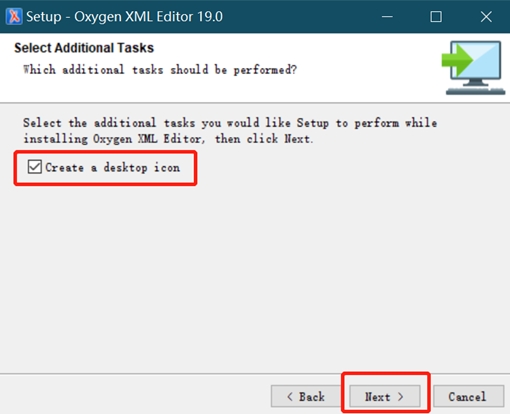 Setup - Oxygen XML Editor 19.0
Select Additional Tasks
Which additional tasks should be performed?
Select the additional tasks you would like Setup to perform while
installing Oxygen XML Editor, then click Next.
Create a desktop icon
< Back
Next >
Cancel